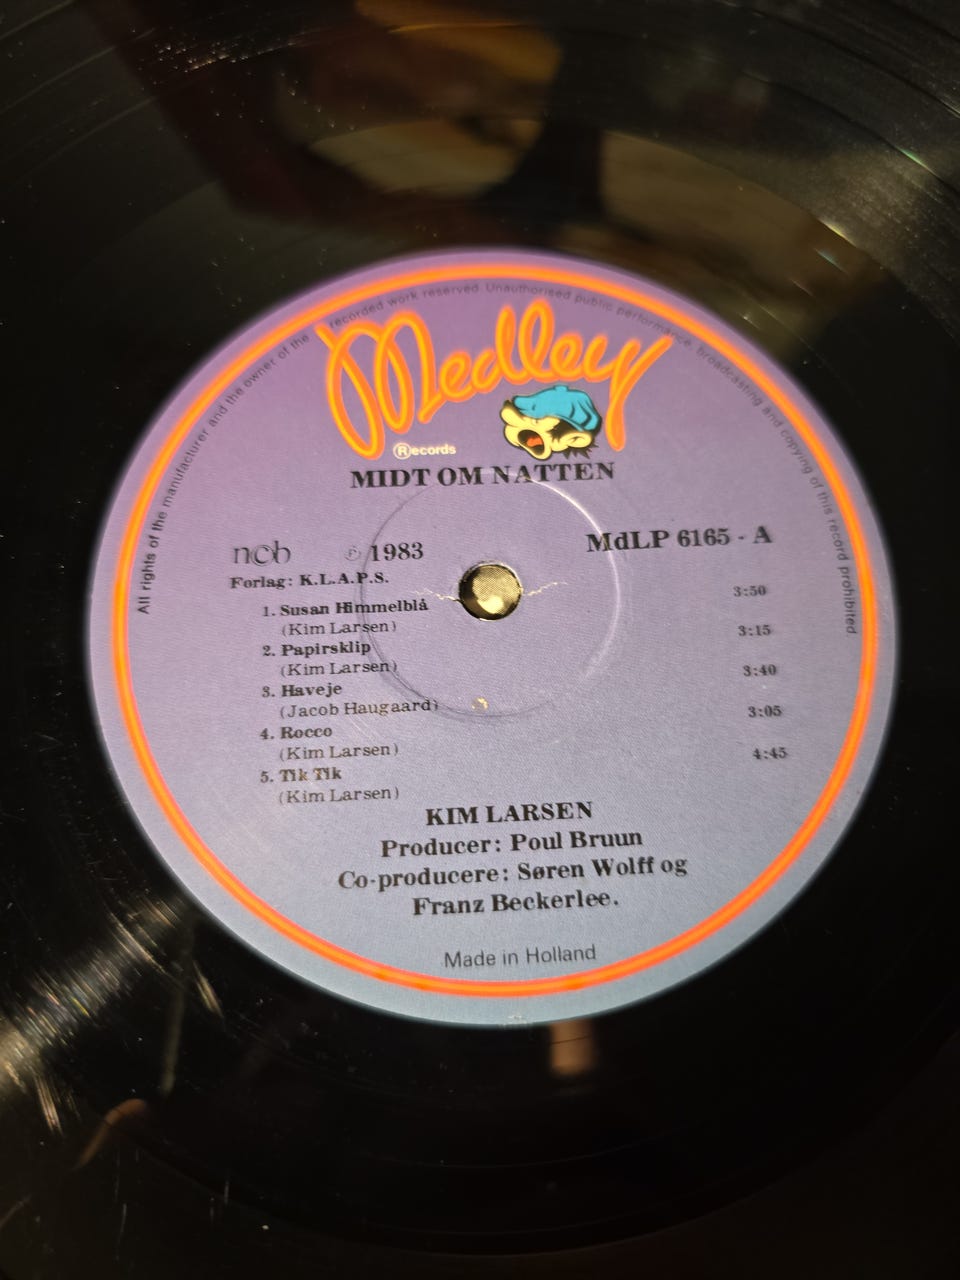 All rights of the manufacturer and the owner of the recorded work reserved. Unauthorised public performance, broadcasting and copying of this record prohibited
Medley
®ecords
MIDT OM NATTEN
ncb ℗ 1983 MdLP 6165 - A
Forlag: K.L.A.P.S.
1. Susan Himmelblå 3:50
(Kim Larsen)
2. Papirsklip 3:15
(Kim Larsen)
3. Haveje 3:40
(Jacob Haugaard)
4. Rocco 3:05
(Kim Larsen)
5. Tik Tik 4:45
(Kim Larsen)
KIM LARSEN
Producer: Poul Bruun
Co-producere: Søren Wolff og
Franz Beckerlee.
Made in Holland